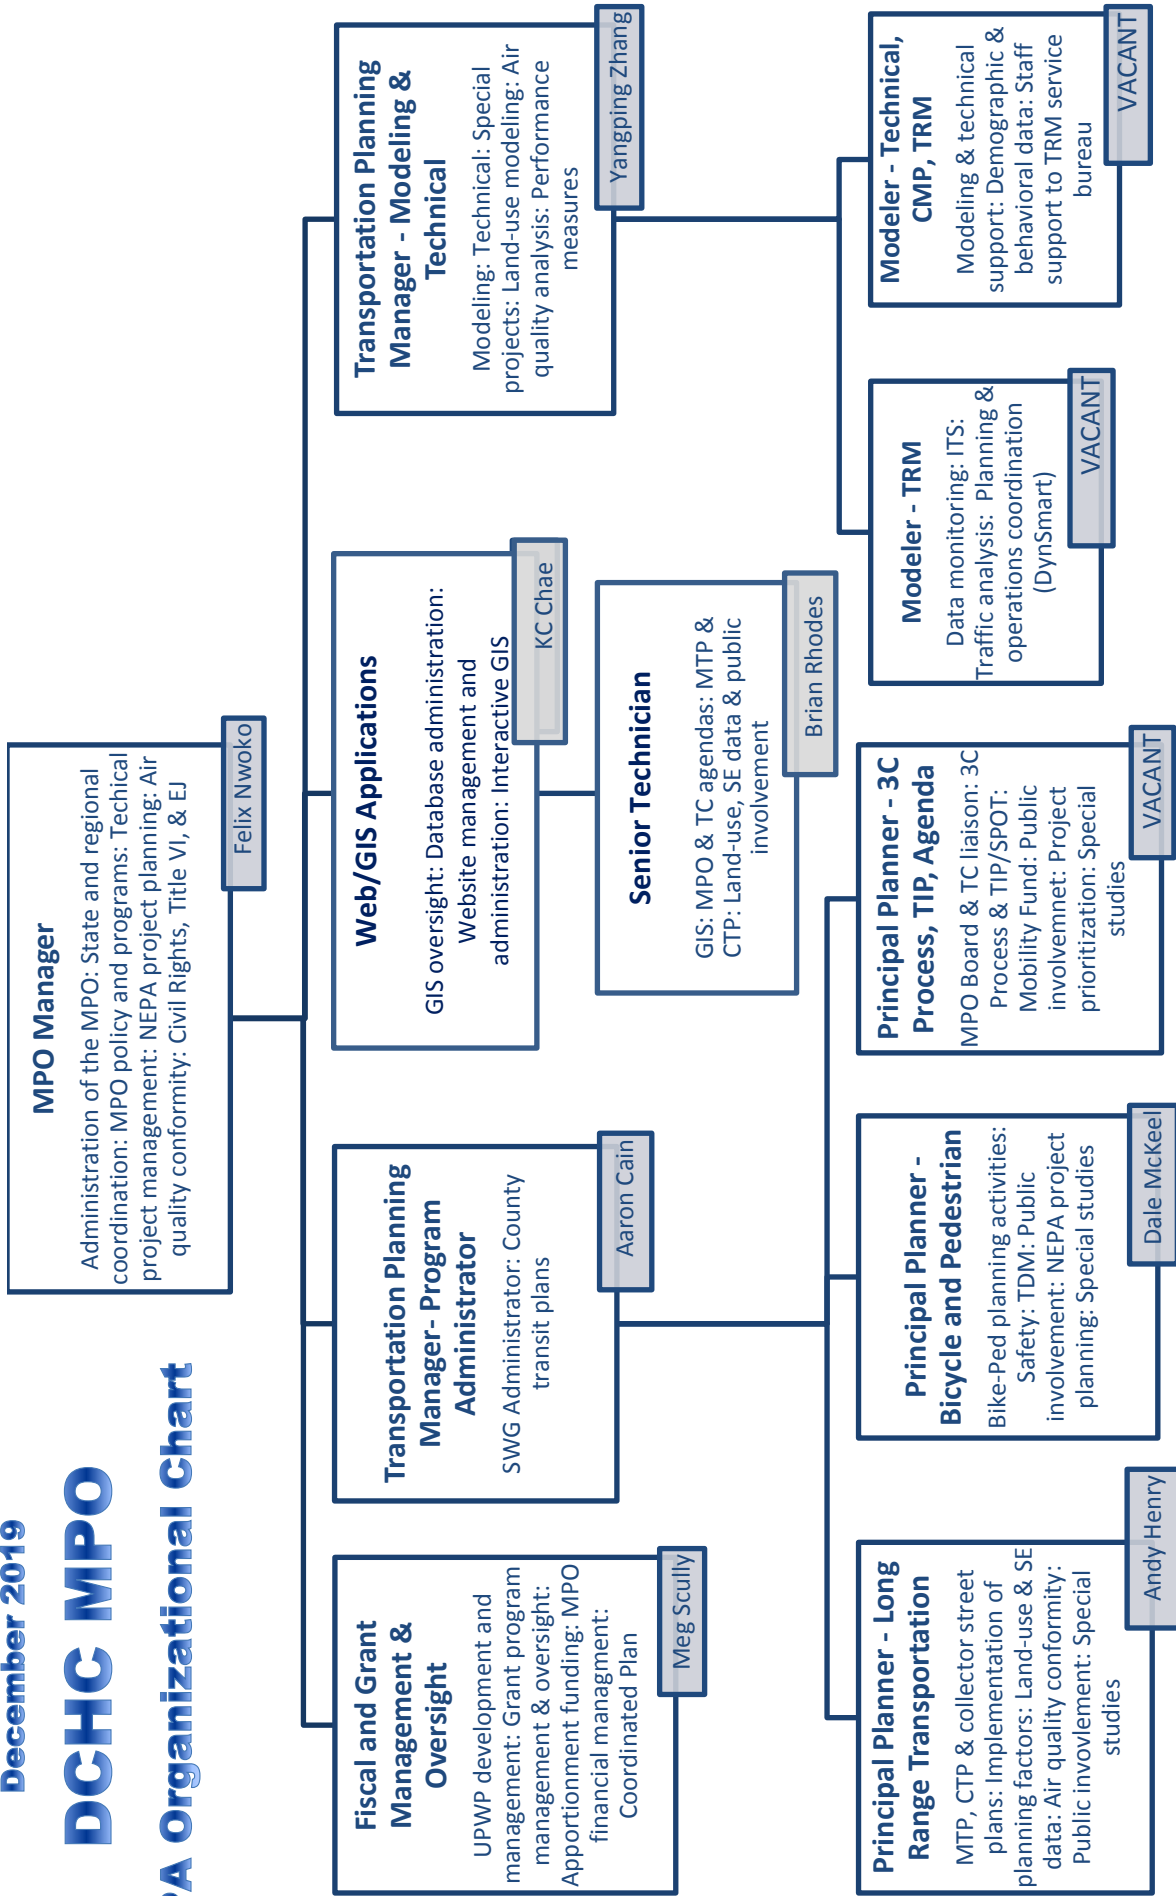 December 2019
DCHC MPO
PA Organizational Chart
MPO Manager
Administration of the MPO: State and regional
coordination: MPO policy and programs: Techical
project management: NEPA project planning: Air
quality conformity: Civil Rights, Title VI, & EJ
Felix Nwoko
Fiscal and Grant
Management &
Oversight
UPWP development and
management: Grant program
management & oversight:
Apportionment funding: MPO
financial managment:
Coordinated Plan
Meg Scully
Transportation Planning
Manager- Program
Administrator
SWG Administrator: County
transit plans
Aaron Cain
Web/GIS Applications
GIS oversight: Database administration:
Website management and
administration: Interactive GIS
KC Chae
Transportation Planning
Manager - Modeling &
Technical
Modeling: Technical: Special
projects: Land-use modeling: Air
quality analysis: Performance
measures
Yangping Zhang
Senior Technician
GIS: MPO & TC agendas: MTP &
CTP: Land-use, SE data & public
involvement
Brian Rhodes
Principal Planner - Long
Range Transportation
MTP, CTP & collector street
plans: Implementation of
planning factors: Land-use & SE
data: Air quality conformity:
Public invovlement: Special
studies
Andy Henry
Principal Planner -
Bicycle and Pedestrian
Bike-Ped planning activities:
Safety: TDM: Public
involvement: NEPA project
planning: Special studies
Dale McKeel
Principal Planner - 3C
Process, TIP, Agenda
MPO Board & TC liaison: 3C
Process & TIP/SPOT:
Mobility Fund: Public
involvemnet: Project
prioritization: Special
studies
VACANT
Modeler - TRM
Data monitoring: ITS:
Traffic analysis: Planning &
operations coordination
(DynSmart)
VACANT
Modeler - Technical,
CMP, TRM
Modeling & technical
support: Demographic &
behavioral data: Staff
support to TRM service
bureau
VACANT